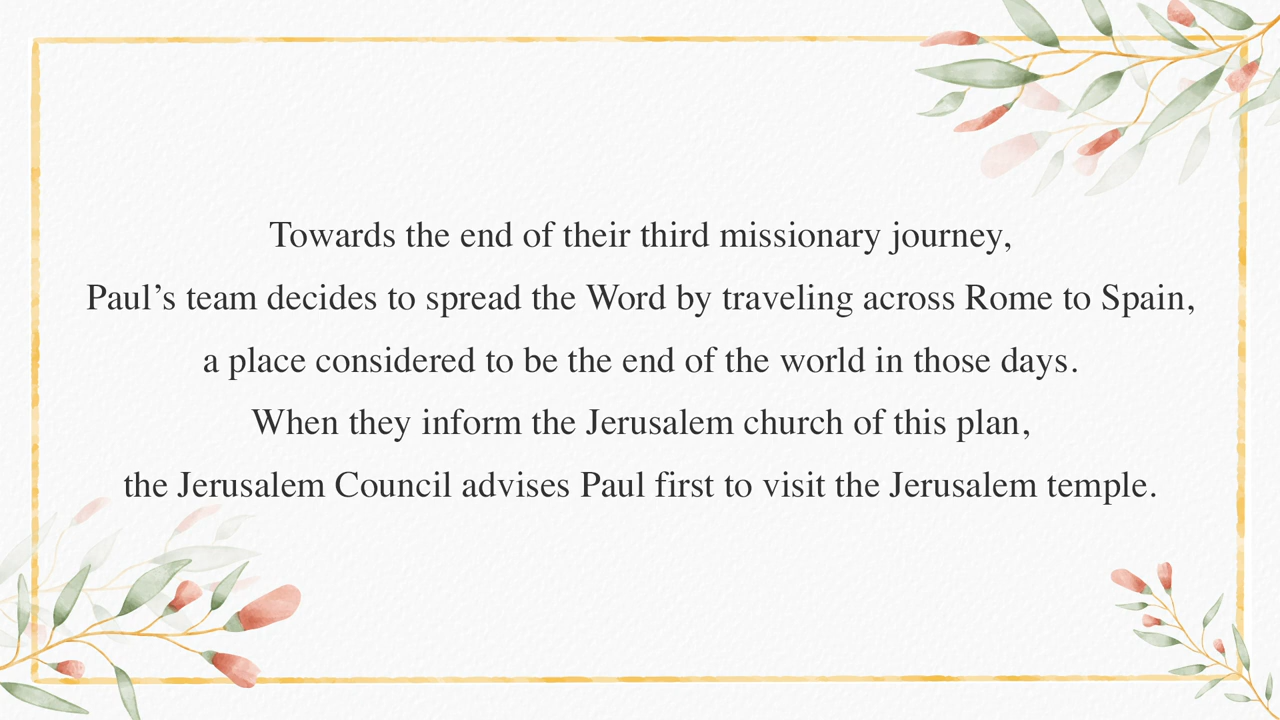 Towards the end of their third missionary journey,
Paul’s team decides to spread the Word by traveling across Rome to Spain,
a place considered to be the end of the world in those days.
When they inform the Jerusalem church of this plan,
the Jerusalem Council advises Paul first to visit the Jerusalem temple.